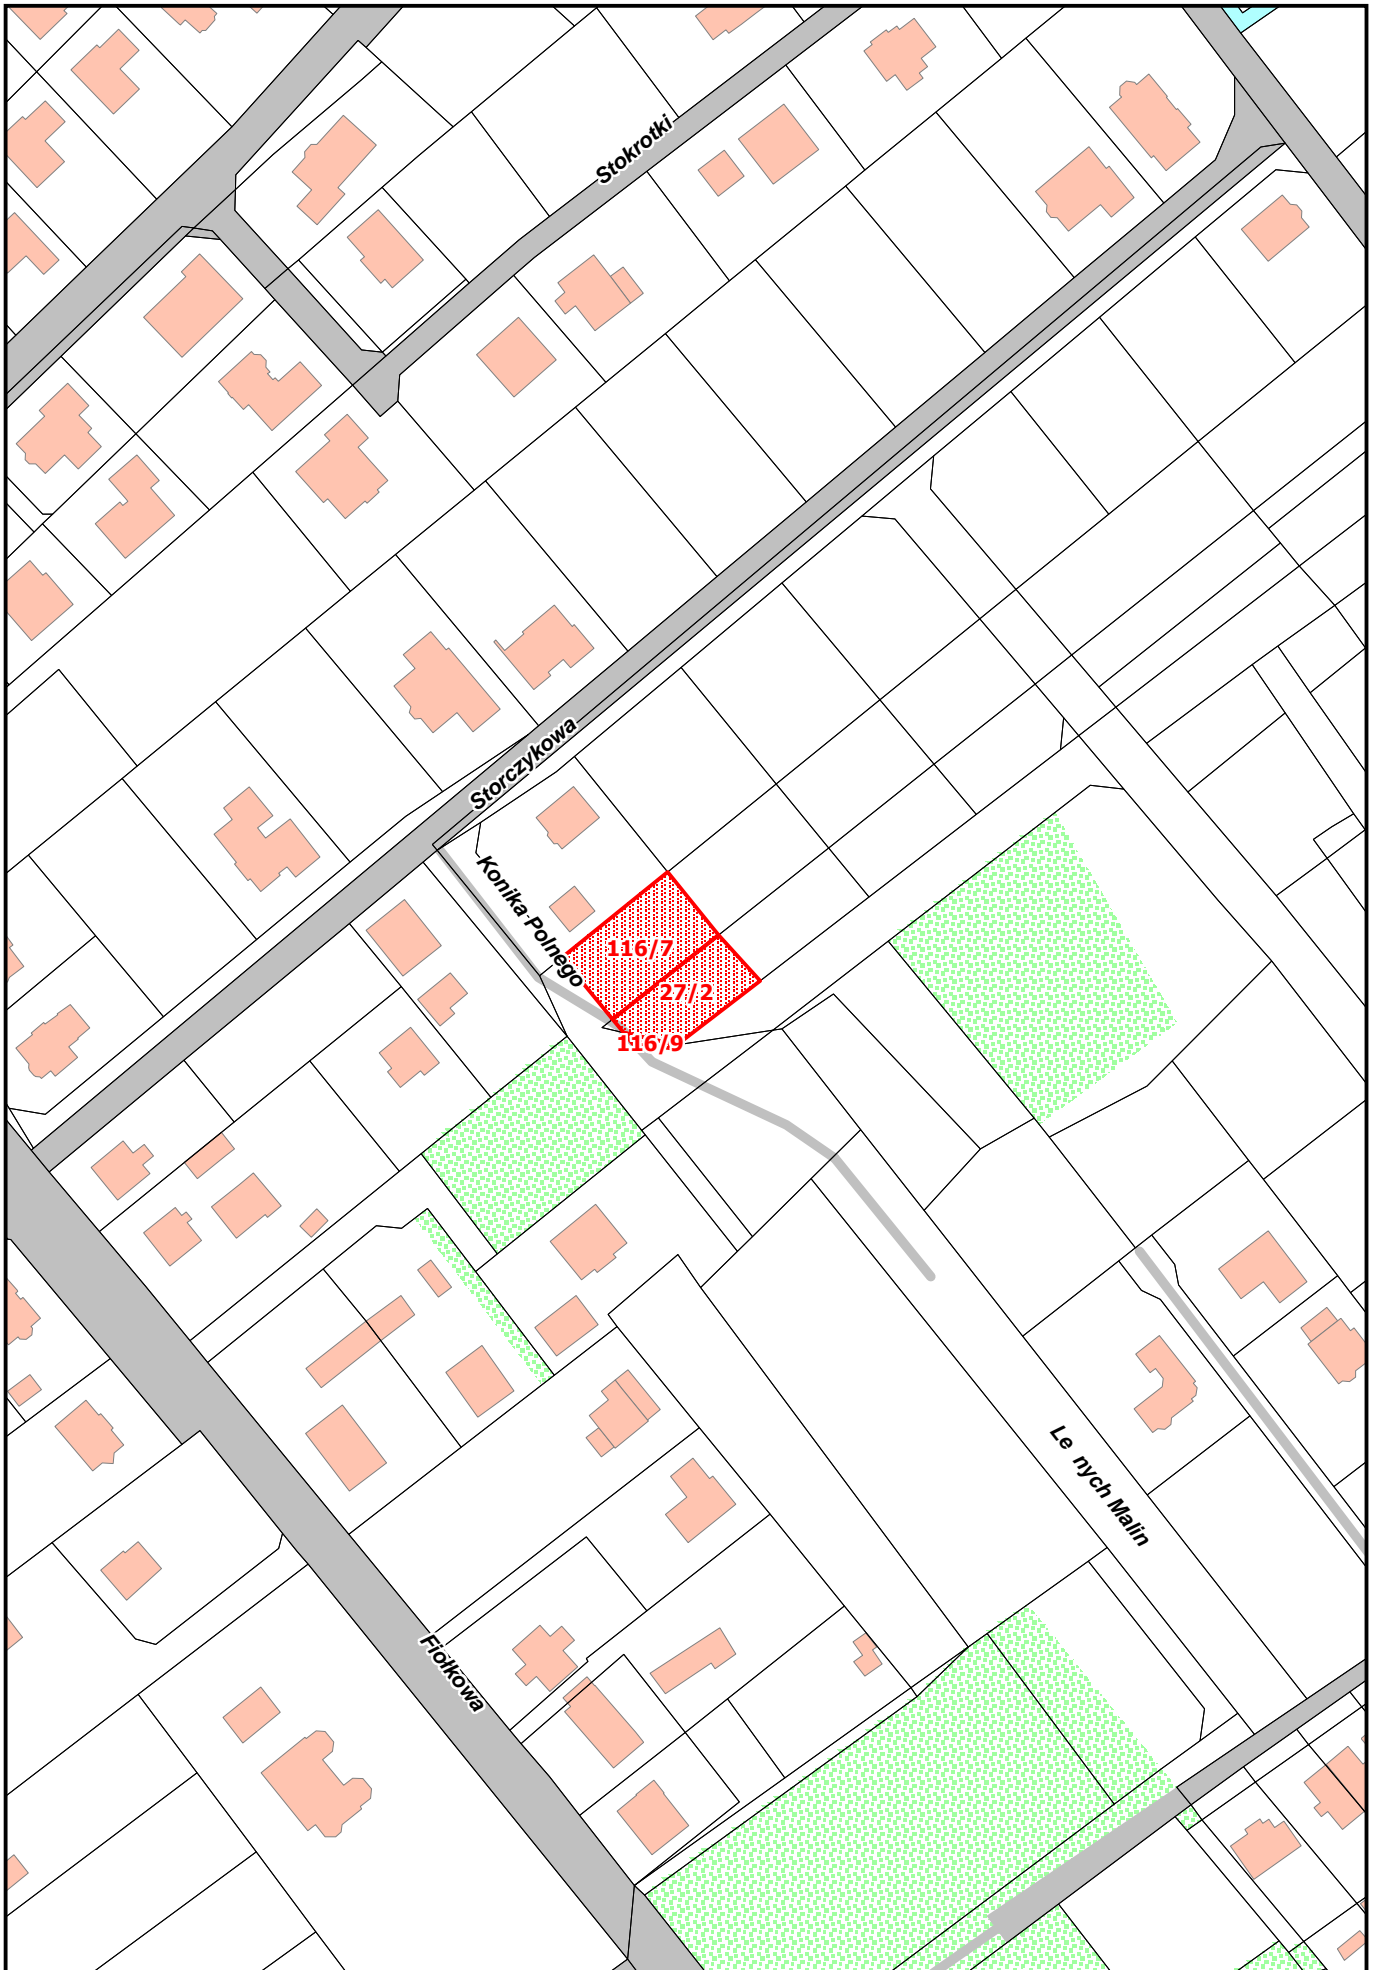 Stokrotki
Storczykowa
Konika Polnego
116/7
27/2
116/9
Le nych Malin
Fiołkowa